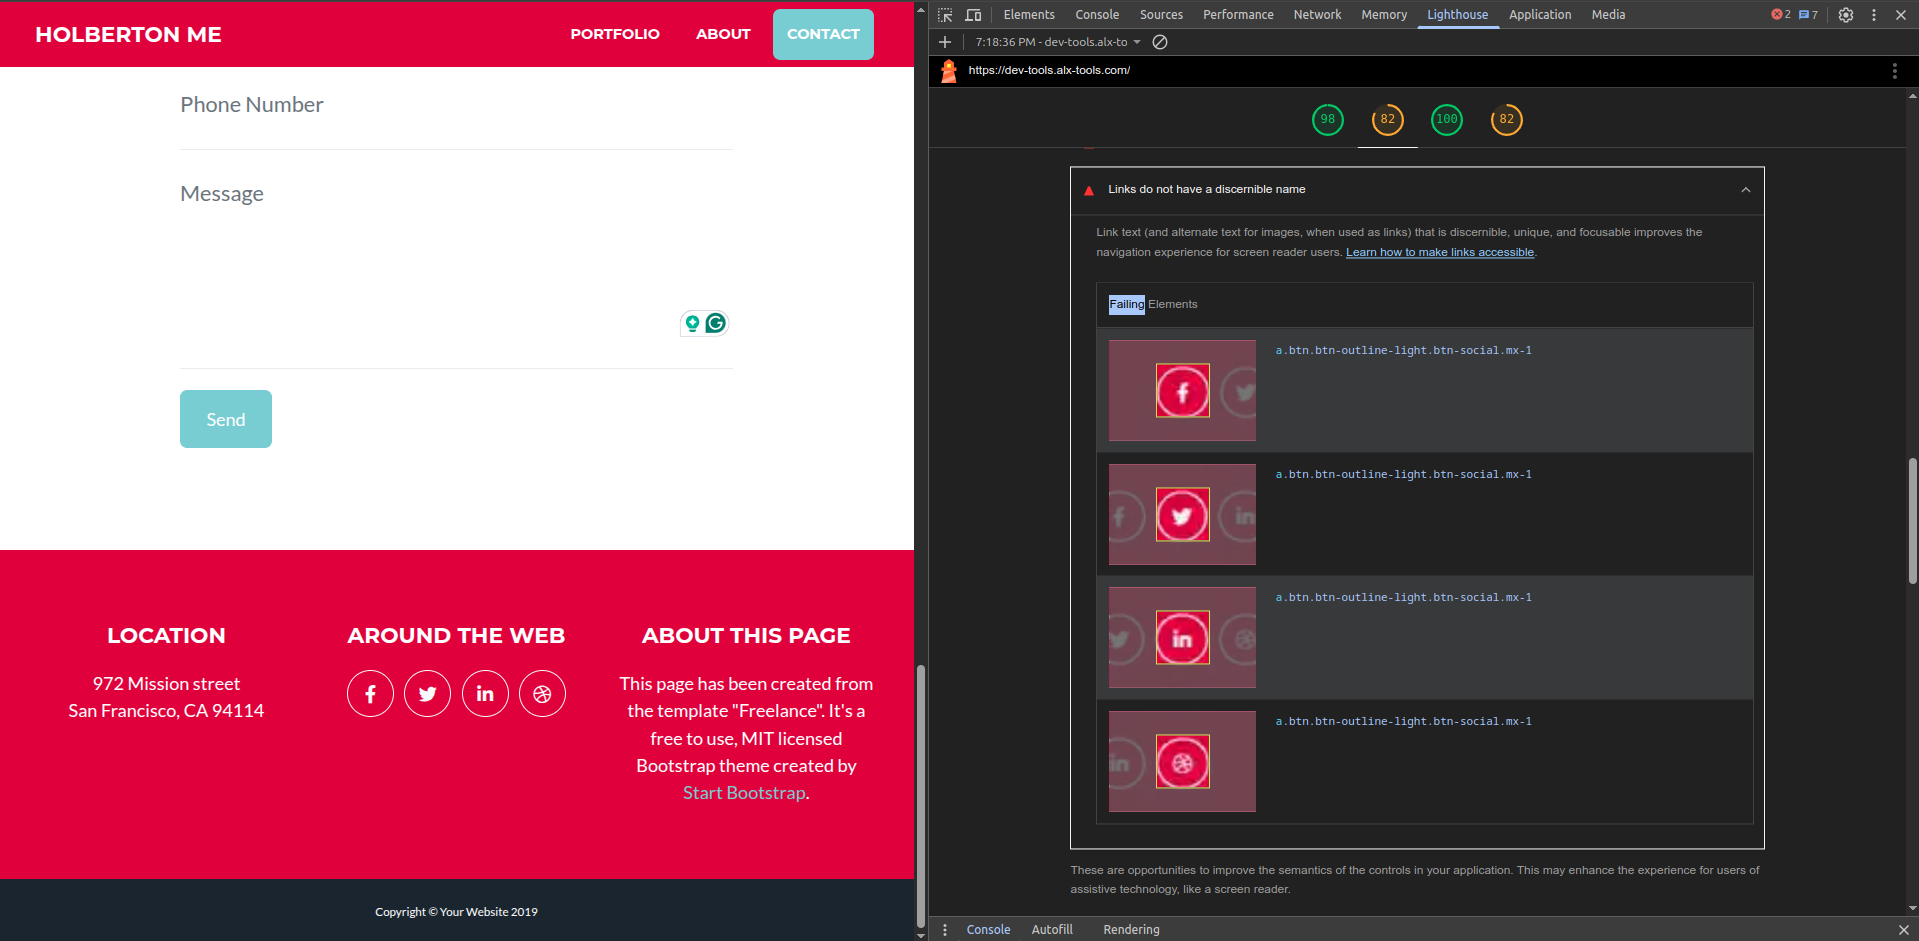 HOLBERTON ME
PORTFOLIO
ABOUT
CONTACT
Phone Number
Message
Send
LOCATION
972 Mission street
San Francisco, CA 94114
AROUND THE WEB
ABOUT THIS PAGE
This page has been created from
the template "Freelance". It's a
free to use, MIT licensed
Bootstrap theme created by
Start Bootstrap.
Copyright © Your Website 2019
Elements
Console
Sources
Performance
Network
Memory
Lighthouse
Application
Media
2
7
7:18:36 PM - dev-tools.alx-to
https://dev-tools.alx-tools.com/
98
82
100
82
Links do not have a discernible name
Link text (and alternate text for images, when used as links) that is discernible, unique, and focusable improves the
navigation experience for screen reader users. Learn how to make links accessible.
Failing Elements
a.btn.btn-outline-light.btn-social.mx-1
a.btn.btn-outline-light.btn-social.mx-1
a.btn.btn-outline-light.btn-social.mx-1
a.btn.btn-outline-light.btn-social.mx-1
These are opportunities to improve the semantics of the controls in your application. This may enhance the experience for users of
assistive technology, like a screen reader.
Console
Autofill
Rendering